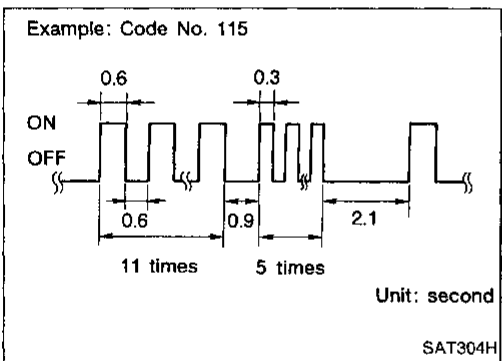 Example: Code No. 115
0.6
0.3
ON
OFF
0.6
0.9
2.1
11 times
5 times
Unit: second
SAT304H